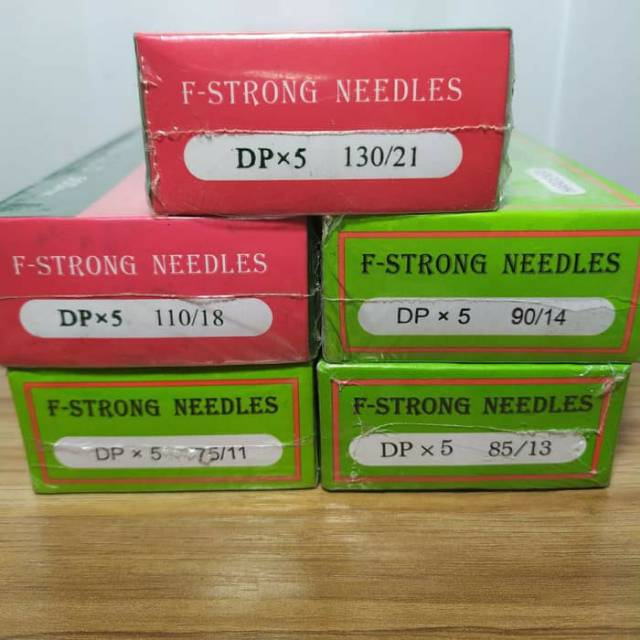 F-STRONG NEEDLES
DP×5 130/21
F-STRONG NEEDLES
DP×5 110/18
F-STRONG NEEDLES
DP × 5 90/14
F-STRONG NEEDLES
DP × 5 75/11
F-STRONG NEEDLES
DP × 5 85/13